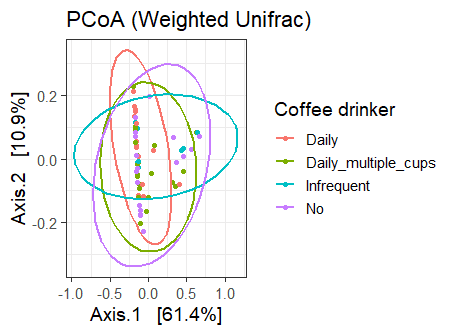 PCoA (Weighted Unifrac)
Axis.2 [10.9%]
0.2
0.0
-0.2
-1.0 -0.5 0.0 0.5 1.0
Axis.1 [61.4%]
Coffee drinker
Daily
Daily_multiple_cups
Infrequent
No